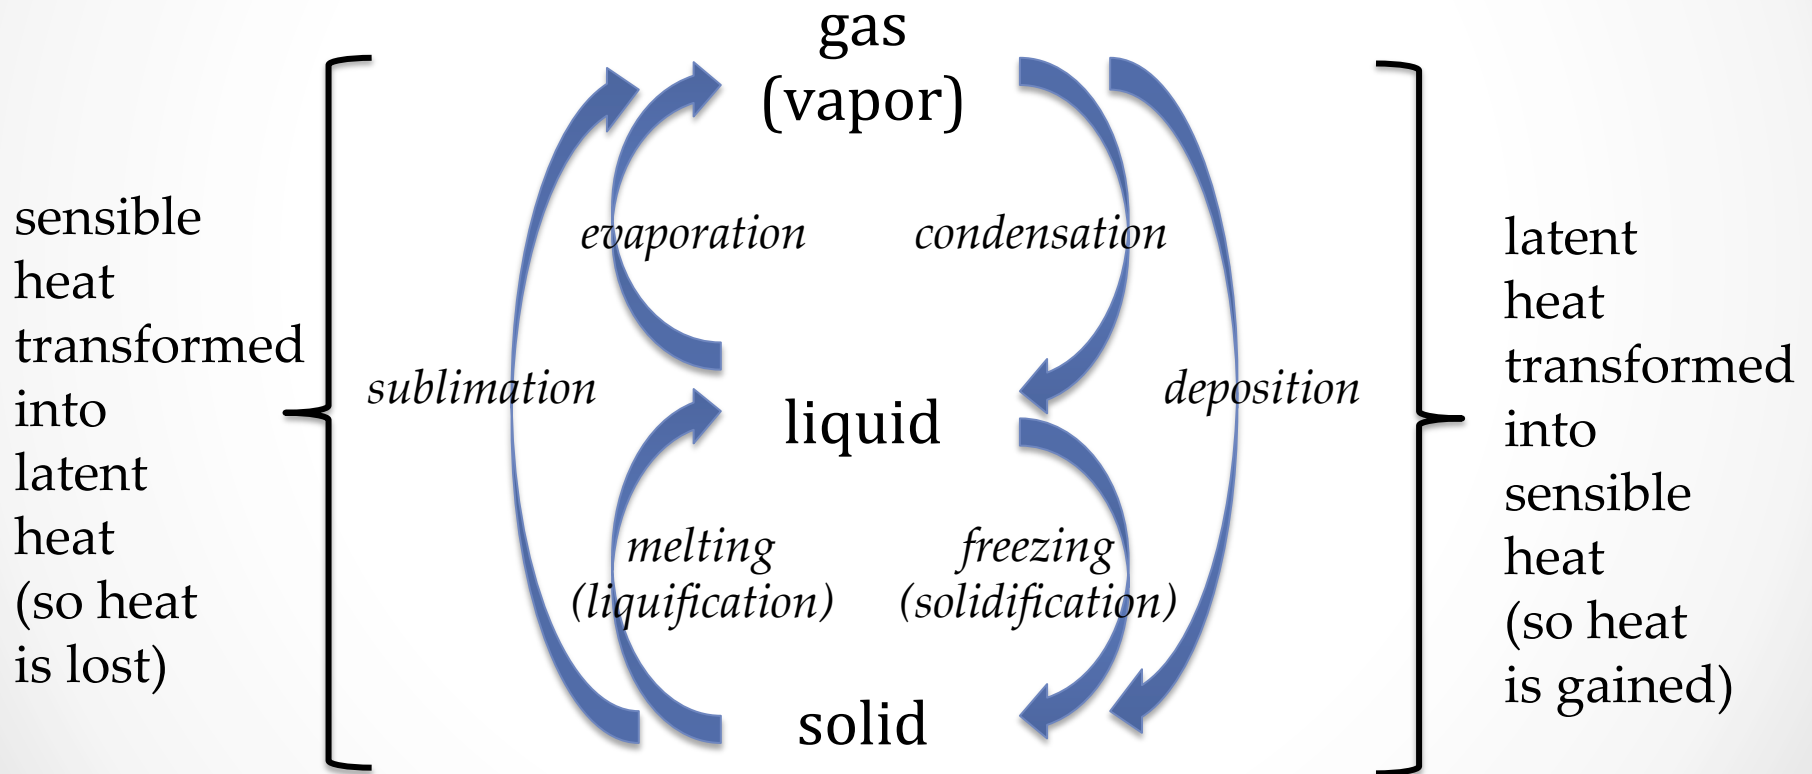 gas
(vapor)
sensible
heat
transformed
into
latent
heat
(so heat
is lost)
evaporation
condensation
sublimation
deposition
liquid
melting
(liquification)
freezing
(solidification)
solid
latent
heat
transformed
into
sensible
heat
(so heat
is gained)